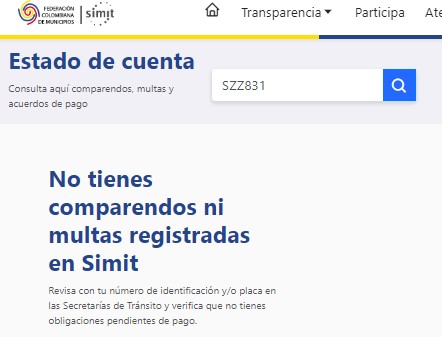 FEDERACIÓN
COLOMBIANA
DE MUNICIPIOS
simit
Transparencia
Participa
Ate
Estado de cuenta
Consulta aquí comparendos, multas y
acuerdos de pago
SZZ831
No tienes
comparendos ni
multas registradas
en Simit
Revisa con tu número de identificación y/o placa en
las Secretarías de Tránsito y verifica que no tienes
obligaciones pendientes de pago.